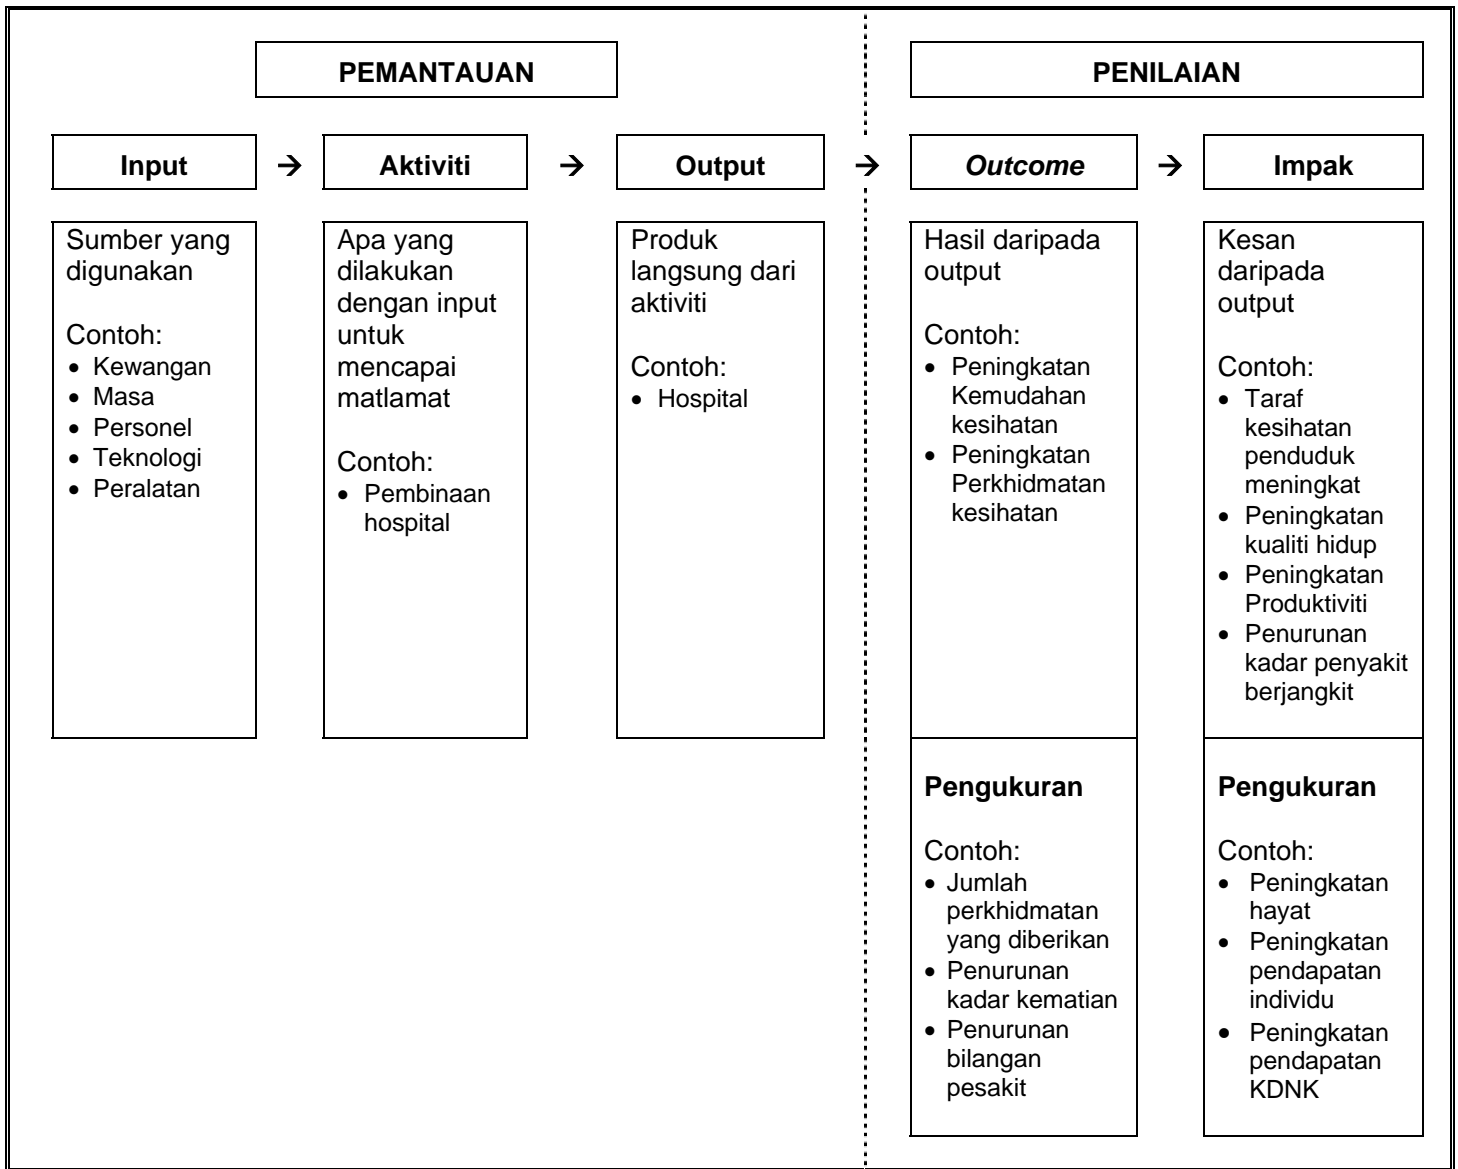 PEMANTAUAN
PENILAIAN
Input → Aktiviti → Output → Outcome → Impak
Sumber yang
digunakan
Contoh:
• Kewangan
• Masa
• Personel
• Teknologi
• Peralatan
Apa yang
dilakukan
dengan input
untuk
mencapai
matlamat
Contoh:
• Pembinaan
hospital
Produk
langsung dari
aktiviti
Contoh:
• Hospital
Hasil daripada
output
Contoh:
• Peningkatan
Kemudahan
kesihatan
• Peningkatan
Perkhidmatan
kesihatan
Kesan
daripada
output
Contoh:
• Taraf
kesihatan
penduduk
meningkat
• Peningkatan
kualiti hidup
• Peningkatan
Produktiviti
• Penurunan
kadar penyakit
berjangkit
Pengukuran
Contoh:
• Jumlah
perkhidmatan
yang diberikan
• Penurunan
kadar kematian
• Penurunan
bilangan
pesakit
Pengukuran
Contoh:
• Peningkatan
hayat
• Peningkatan
pendapatan
individu
• Peningkatan
pendapatan
KDNK